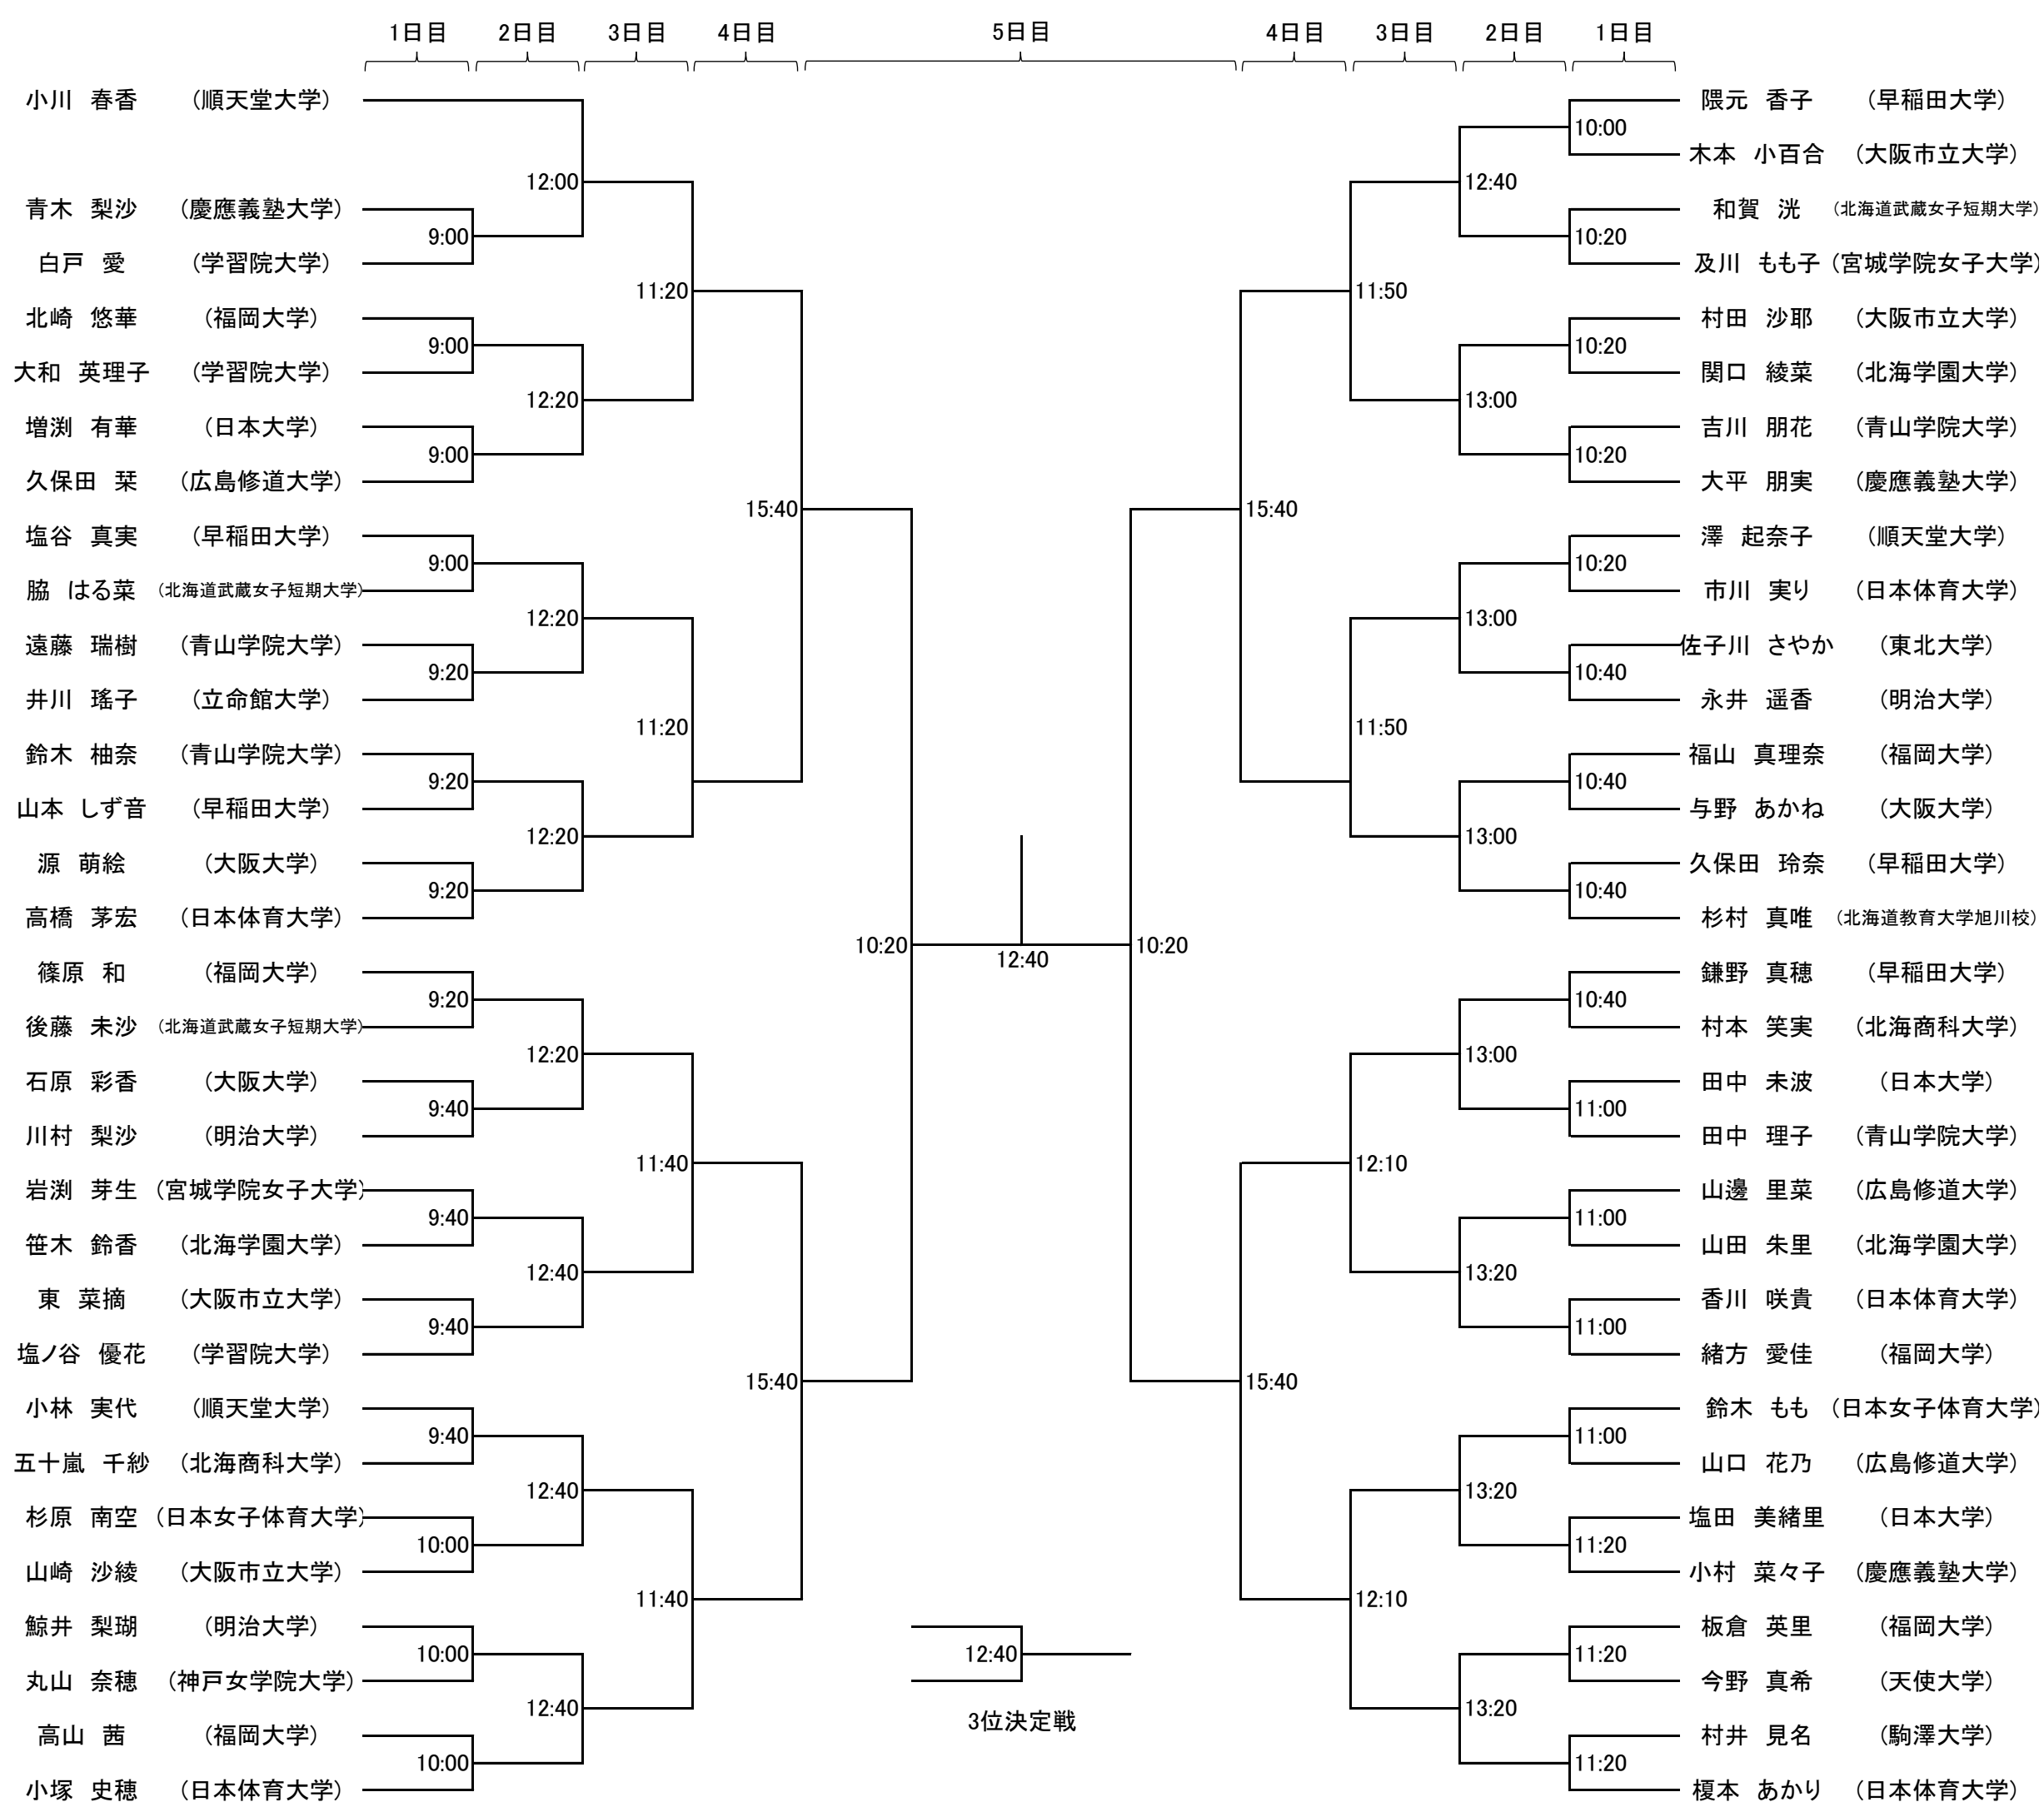 1日目 2日目 3日目 4日目 5日目 4日目 3日目 2日目 1日目
小川 春香 (順天堂大学)
12:00
青木 梨沙 (慶應義塾大学)
9:00
白戸 愛 (学習院大学)
11:20
北崎 悠華 (福岡大学)
9:00
大和 英理子 (学習院大学)
12:20
増渕 有華 (日本大学)
9:00
久保田 栞 (広島修道大学)
15:40
塩谷 真実 (早稲田大学)
9:00
脇 はる菜 (北海道武蔵女子短期大学)
12:20
遠藤 瑞樹 (青山学院大学)
9:20
井川 瑤子 (立命館大学)
11:20
鈴木 柚奈 (青山学院大学)
9:20
山本 しず音 (早稲田大学)
12:20
源 萌絵 (大阪大学)
9:20
高橋 茅宏 (日本体育大学)
10:20
篠原 和 (福岡大学)
9:20
後藤 未沙 (北海道武蔵女子短期大学)
12:20
石原 彩香 (大阪大学)
9:40
川村 梨沙 (明治大学)
11:40
岩渕 芽生 (宮城学院女子大学)
9:40
笹木 鈴香 (北海学園大学)
12:40
東 菜摘 (大阪市立大学)
9:40
塩ノ谷 優花 (学習院大学)
15:40
小林 実代 (順天堂大学)
9:40
五十嵐 千紗 (北海商科大学)
12:40
杉原 南空 (日本女子体育大学)
10:00
山崎 沙綾 (大阪市立大学)
11:40
鯨井 梨瑚 (明治大学)
10:00
丸山 奈穂 (神戸女学院大学)
12:40
高山 茜 (福岡大学)
10:00
小塚 史穂 (日本体育大学)
12:40
12:40
3位決定戦
隈元 香子 (早稲田大学)
10:00
木本 小百合 (大阪市立大学)
12:40
和賀 洸 (北海道武蔵女子短期大学)
10:20
及川 もも子 (宮城学院女子大学)
11:50
村田 沙耶 (大阪市立大学)
10:20
関口 綾菜 (北海学園大学)
13:00
吉川 朋花 (青山学院大学)
10:20
大平 朋実 (慶應義塾大学)
15:40
澤 起奈子 (順天堂大学)
10:20
市川 実り (日本体育大学)
13:00
佐子川 さやか (東北大学)
10:40
永井 遥香 (明治大学)
11:50
福山 真理奈 (福岡大学)
10:40
与野 あかね (大阪大学)
13:00
久保田 玲奈 (早稲田大学)
10:40
杉村 真唯 (北海道教育大学旭川校)
10:20
鎌野 真穂 (早稲田大学)
10:40
村本 笑実 (北海商科大学)
13:00
田中 未波 (日本大学)
11:00
田中 理子 (青山学院大学)
12:10
山邊 里菜 (広島修道大学)
11:00
山田 朱里 (北海学園大学)
13:20
香川 咲貴 (日本体育大学)
11:00
緒方 愛佳 (福岡大学)
15:40
鈴木 もも (日本女子体育大学)
11:00
山口 花乃 (広島修道大学)
13:20
塩田 美緒里 (日本大学)
11:20
小村 菜々子 (慶應義塾大学)
12:10
板倉 英里 (福岡大学)
11:20
今野 真希 (天使大学)
13:20
村井 見名 (駒澤大学)
11:20
榎本 あかり (日本体育大学)